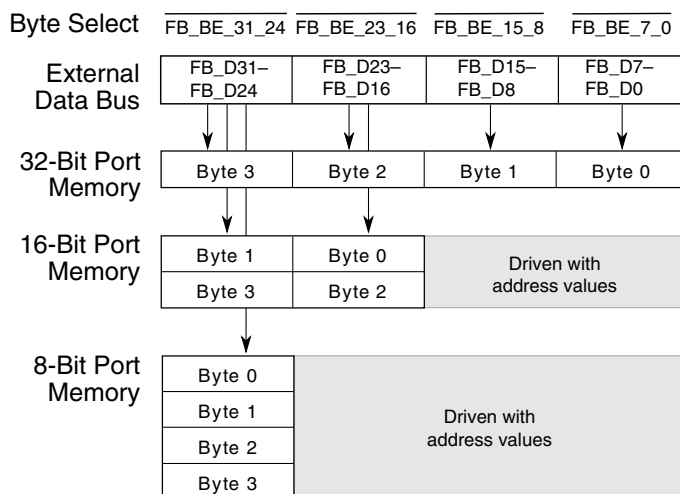 Byte Select FB_BE_31_24 FB_BE_23_16 FB_BE_15_8 FB_BE_7_0
External Data Bus
FB_D31–
FB_D24
FB_D23–
FB_D16
FB_D15–
FB_D8
FB_D7–
FB_D0
32-Bit Port
Memory
Byte 3 Byte 2 Byte 1 Byte 0
16-Bit Port
Memory
Byte 1 Byte 0
Byte 3 Byte 2
Driven with
address values
8-Bit Port
Memory
Byte 0
Byte 1
Byte 2
Byte 3
Driven with
address values